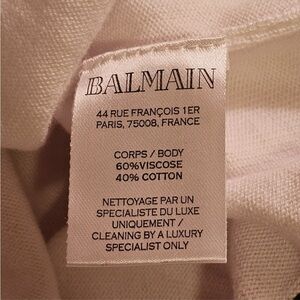 BALMAIN
44 RUE FRANÇOIS 1ER
PARIS, 75008, FRANCE
CORPS / BODY
60%VISCOSE
40% COTTON
NETTOYAGE PAR UN
SPECIALISTE DU LUXE
UNIQUEMENT /
CLEANING BY A LUXURY
SPECIALIST ONLY